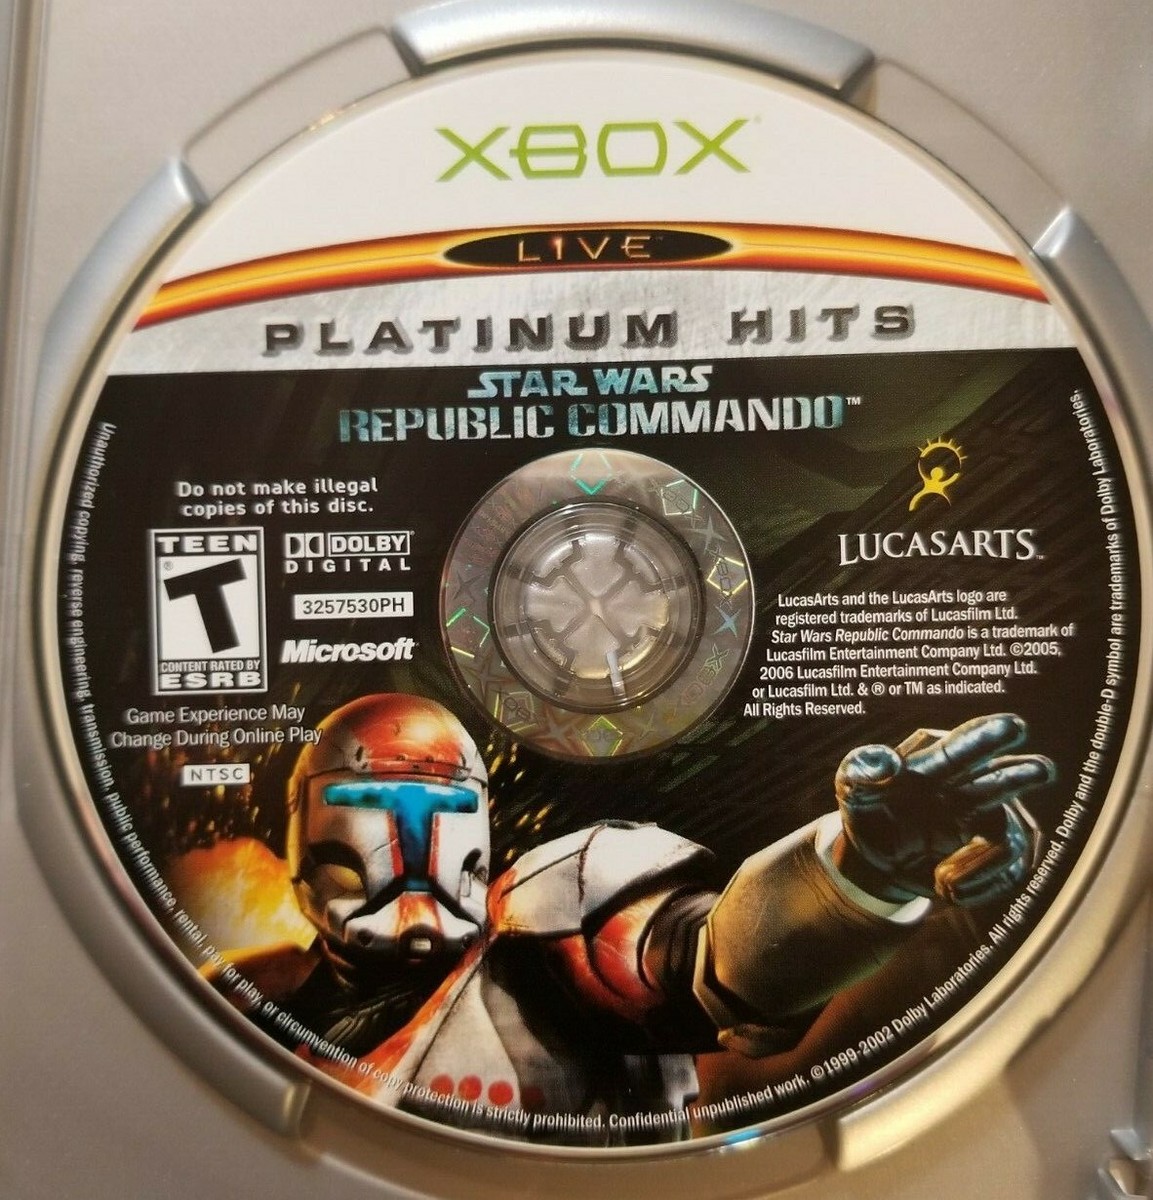 XBOX
LIVE™
PLATINUM HITS
STAR WARS
REPUBLIC COMMANDO™
Do not make illegal
copies of this disc.
TEEN
T
®
CONTENT RATED BY
ESRB
DOLBY
DIGITAL
3257530PH
Microsoft
Game Experience May
Change During Online Play
NTSC
LUCASARTS™
LucasArts and the LucasArts logo are
registered trademarks of Lucasfilm Ltd.
Star Wars Republic Commando is a trademark of
Lucasfilm Entertainment Company Ltd. ©2005,
2006 Lucasfilm Entertainment Company Ltd.
or Lucasfilm Ltd. & ® or TM as indicated.
All Rights Reserved.
Unauthorized copying, reverse engineering, transmission, public performance, rental, pay for play, or circumvention of copy protection is strictly prohibited. Confidential unpublished work. ©1999-2002 Dolby Laboratories. All rights reserved. Dolby and the double-D symbol are trademarks of Dolby Laboratories.